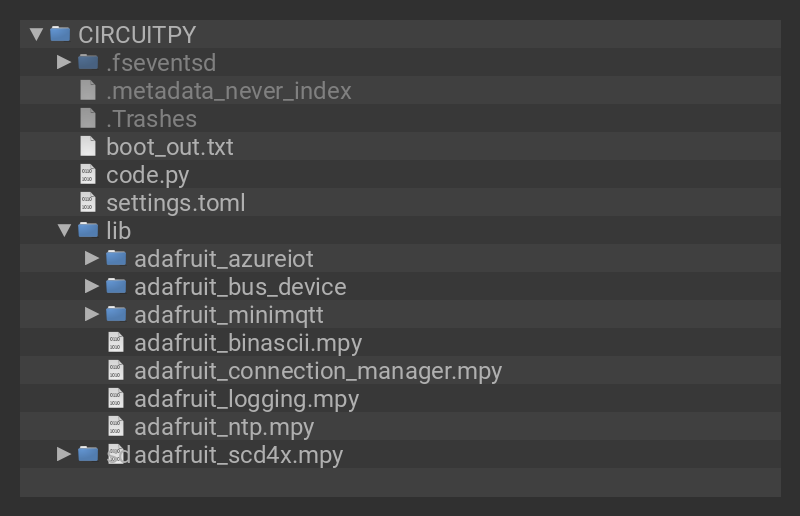 CIRCUITPY
.fseventsd
.metadata_never_index
.Trashes
boot_out.txt
code.py
settings.toml
lib
adafruit_azureiot
adafruit_bus_device
adafruit_minimqtt
adafruit_binascii.mpy
adafruit_connection_manager.mpy
adafruit_logging.mpy
adafruit_ntp.mpy
sd adafruit_scd4x.mpy